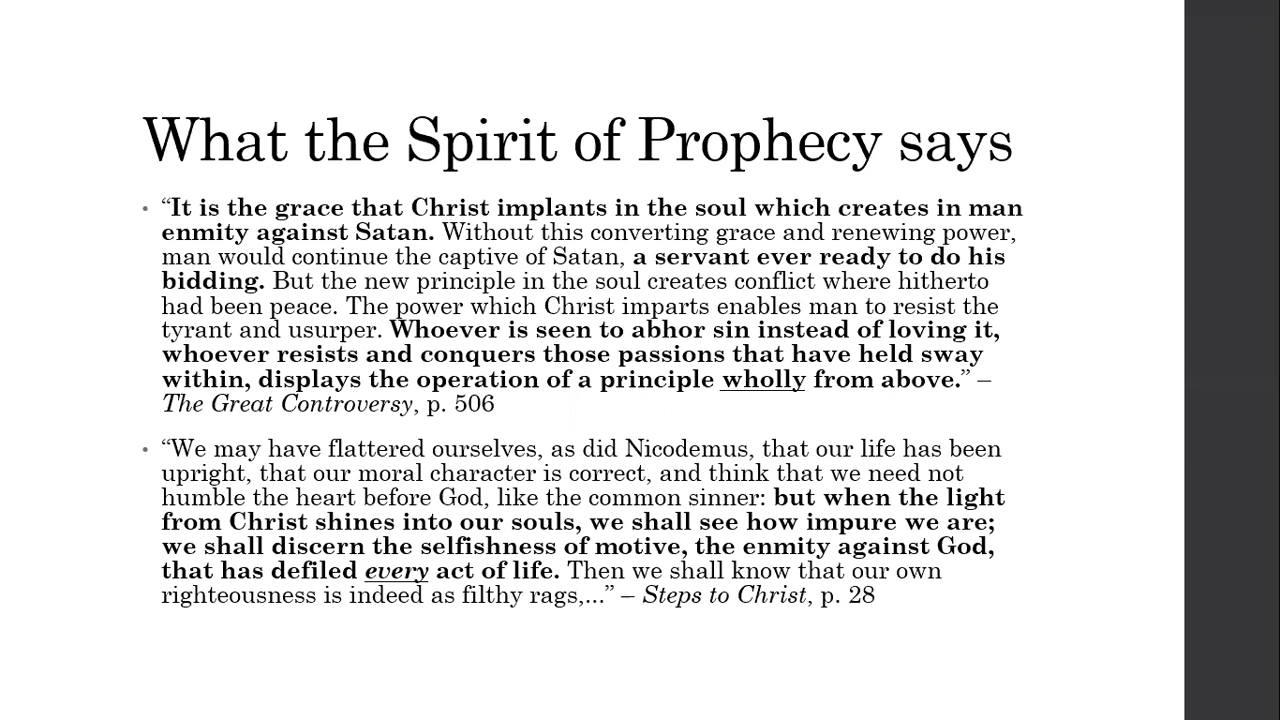 What the Spirit of Prophecy says
• “It is the grace that Christ implants in the soul which creates in man
enmity against Satan. Without this converting grace and renewing power,
man would continue the captive of Satan, a servant ever ready to do his
bidding. But the new principle in the soul creates conflict where hitherto
had been peace. The power which Christ imparts enables man to resist the
tyrant and usurper. Whoever is seen to abhor sin instead of loving it,
whoever resists and conquers those passions that have held sway
within, displays the operation of a principle wholly from above.” –
The Great Controversy, p. 506
• “We may have flattered ourselves, as did Nicodemus, that our life has been
upright, that our moral character is correct, and think that we need not
humble the heart before God, like the common sinner: but when the light
from Christ shines into our souls, we shall see how impure we are;
we shall discern the selfishness of motive, the enmity against God,
that has defiled every act of life. Then we shall know that our own
righteousness is indeed as filthy rags,...” – Steps to Christ, p. 28